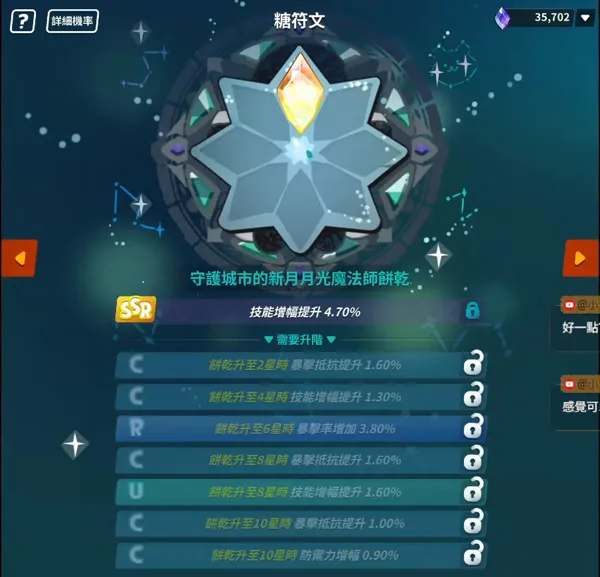 ?
詳細機率
糖符文
35,702
守護城市的新月月光魔法師餅乾
SSR
技能增幅提升 4.70%
需要升階
C
餅乾升至2星時 暴擊抵抗提升 1.60%
C
餅乾升至4星時 技能增幅提升 1.30%
R
餅乾升至6星時 暴擊率增加 3.80%
C
餅乾升至8星時 暴擊抵抗提升 1.60%
U
餅乾升至8星時 技能增幅提升 1.60%
C
餅乾升至10星時 暴擊抵抗提升 1.00%
C
餅乾升至10星時 防禦力增幅 0.90%
@小
好一點
@小
感覺可